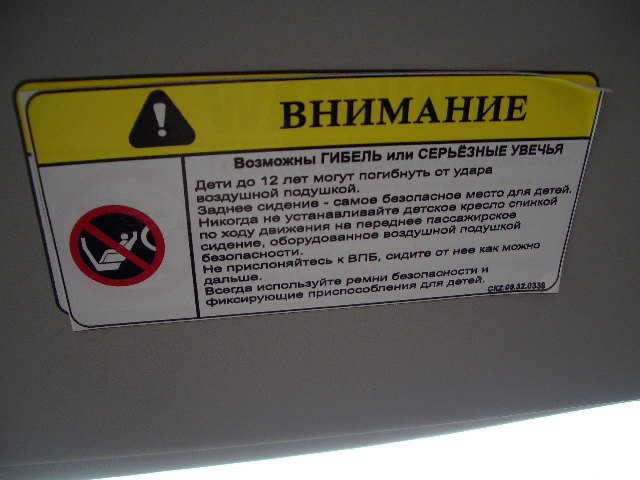 ВНИМАНИЕ
Возможны ГИБЕЛЬ или СЕРЬЁЗНЫЕ УВЕЧЬЯ
Дети до 12 лет могут погибнуть от удара
воздушной подушкой.
Заднее сидение - самое безопасное место для детей.
Никогда не устанавливайте детское кресло спинкой
по ходу движения на переднее пассажирское
сидение, оборудованное воздушной подушкой
безопасности.
Не прислоняйтесь к ВПБ, сидите от нее как можно
дальше.
Всегда используйте ремни безопасности и
фиксирующие приспособления для детей.
СК2.08.32.0338